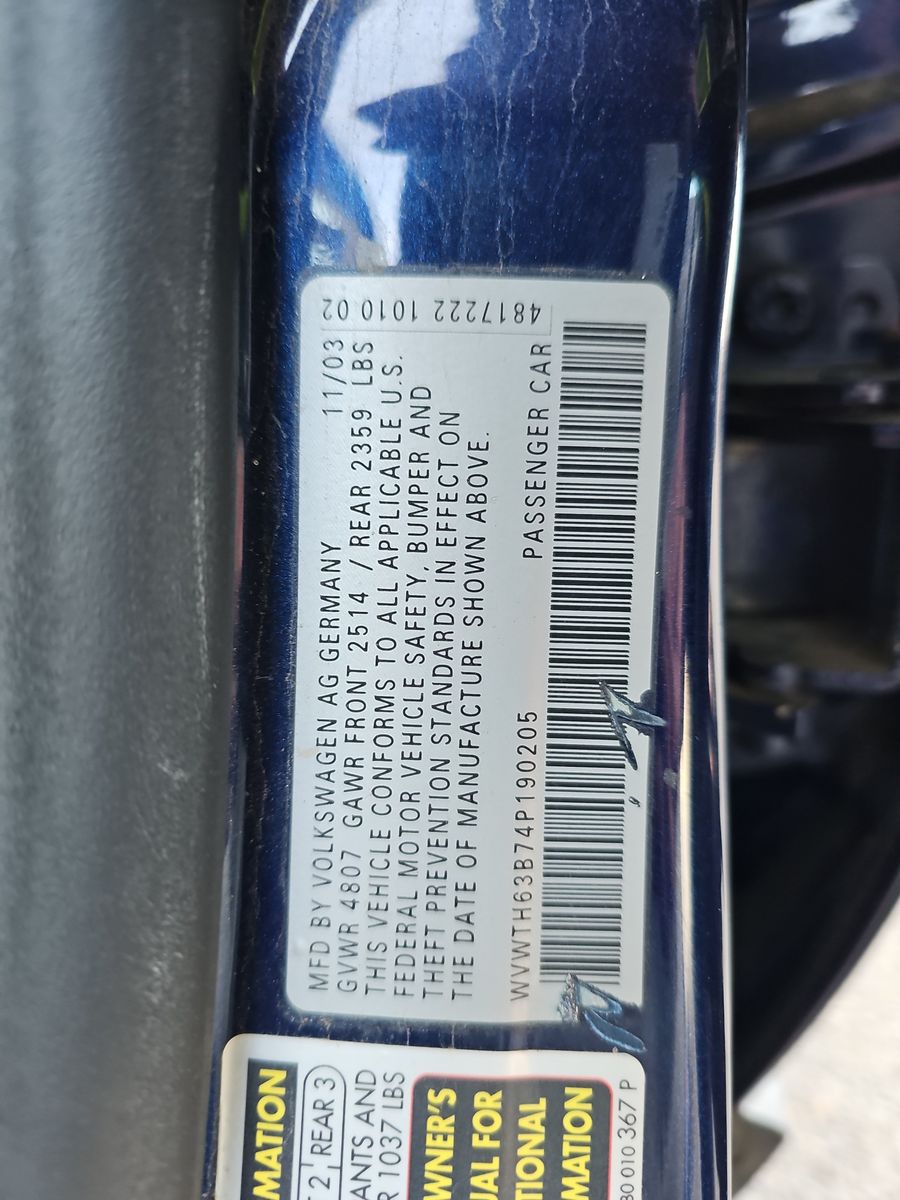 MFD BY VOLKSWAGEN AG GERMANY 11/03
GVWR 4807 GAWR FRONT 2514 / REAR 2359 LBS
THIS VEHICLE CONFORMS TO ALL APPLICABLE U.S.
FEDERAL MOTOR VEHICLE SAFETY, BUMPER AND
THEFT PREVENTION STANDARDS IN EFFECT ON
THE DATE OF MANUFACTURE SHOWN ABOVE.
WVWTH63B74P190205 PASSENGER CAR
4817222 1010 02
MATION
2 REAR 3
ANTS AND
R 1037 LBS
WNER'S
UAL FOR
TIONAL
MATION
010 367 P